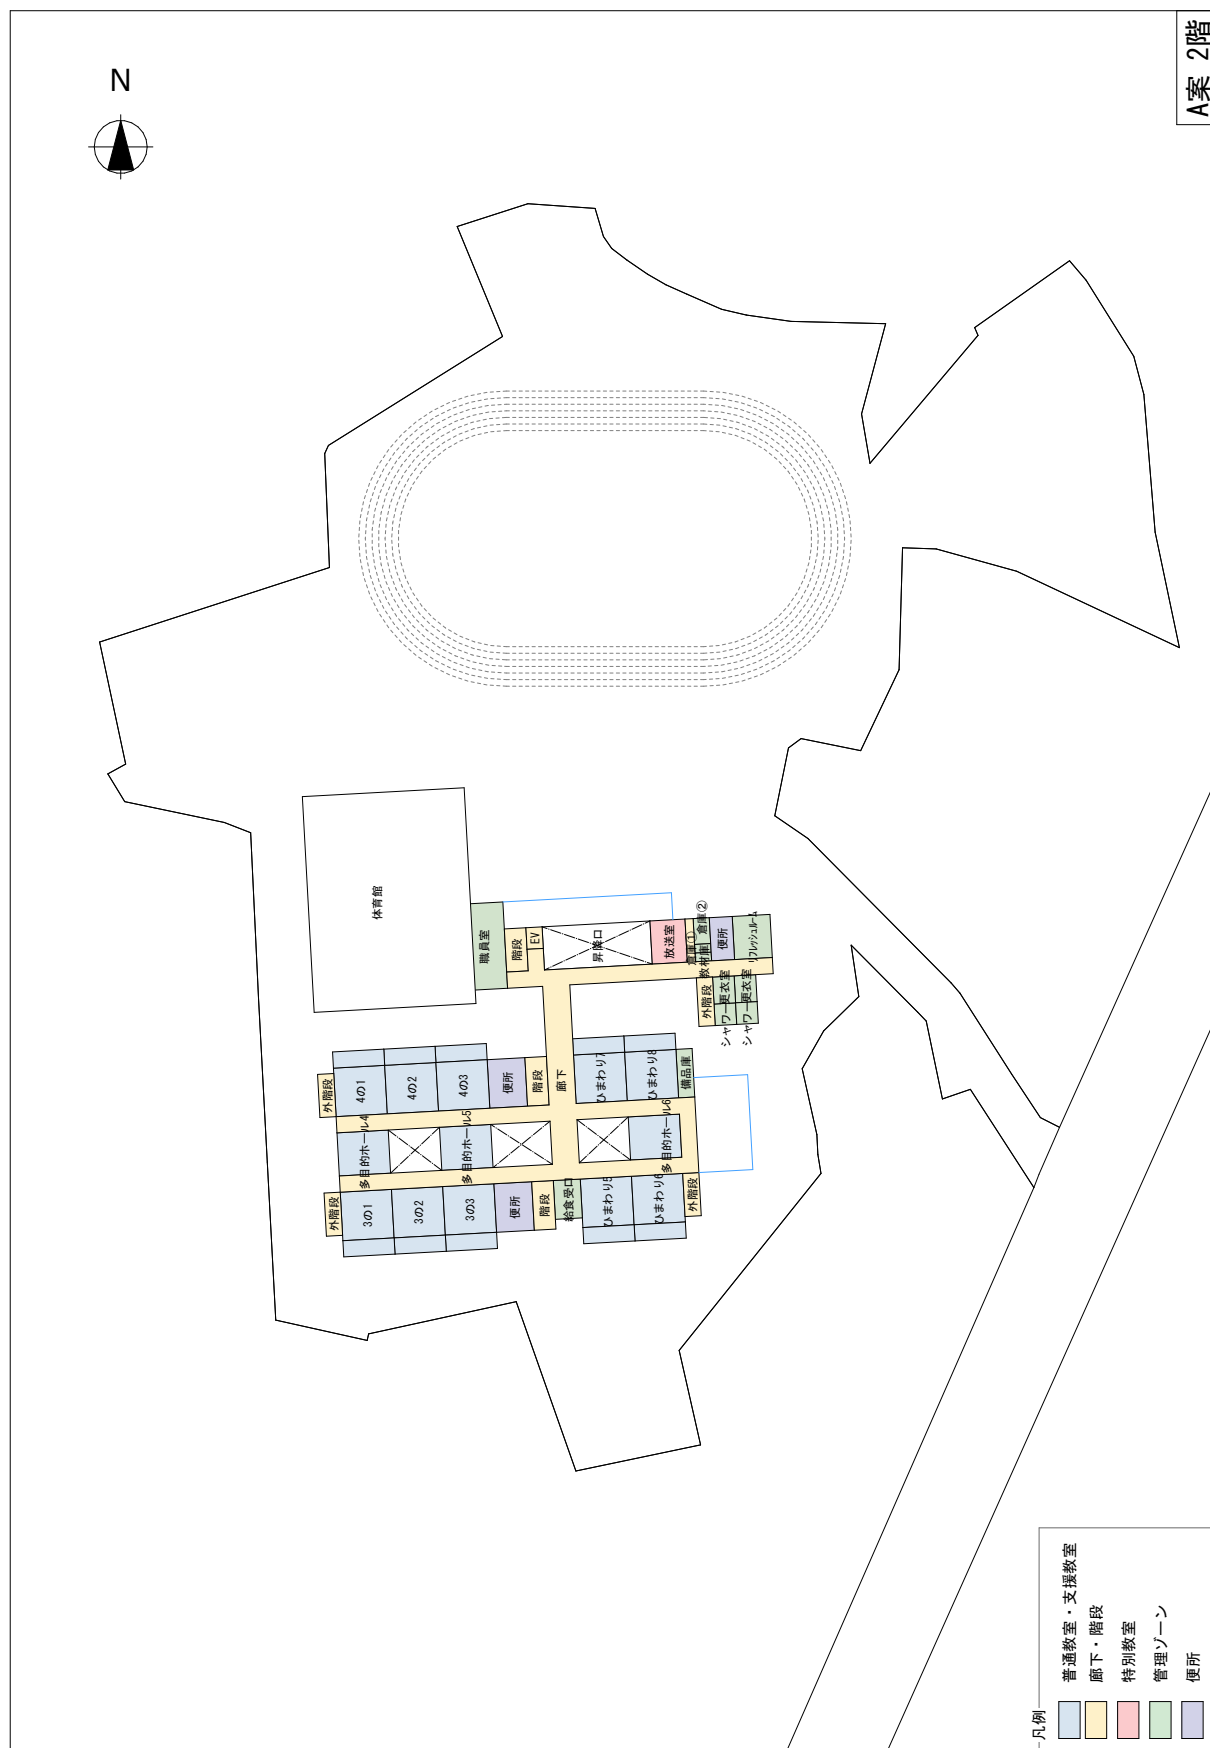 A案 2階
N
体育館
職員室
階段
EV
昇降口
放送室
倉庫①
倉庫②
教材庫
便所
リフレッシュルーム
外階段
更衣室
更衣室
シャワー
シャワー
廊下
外階段
4の1
4の2
4の3
便所
階段
ひまわり7
ひまわり8
備品庫
多目的ホール4
多目的ホール5
多目的ホール6
外階段
3の1
3の2
3の3
便所
階段
給食受口
ひまわり5
ひまわり6
外階段
凡例
普通教室・支援教室
廊下・階段
特別教室
管理ゾーン
便所